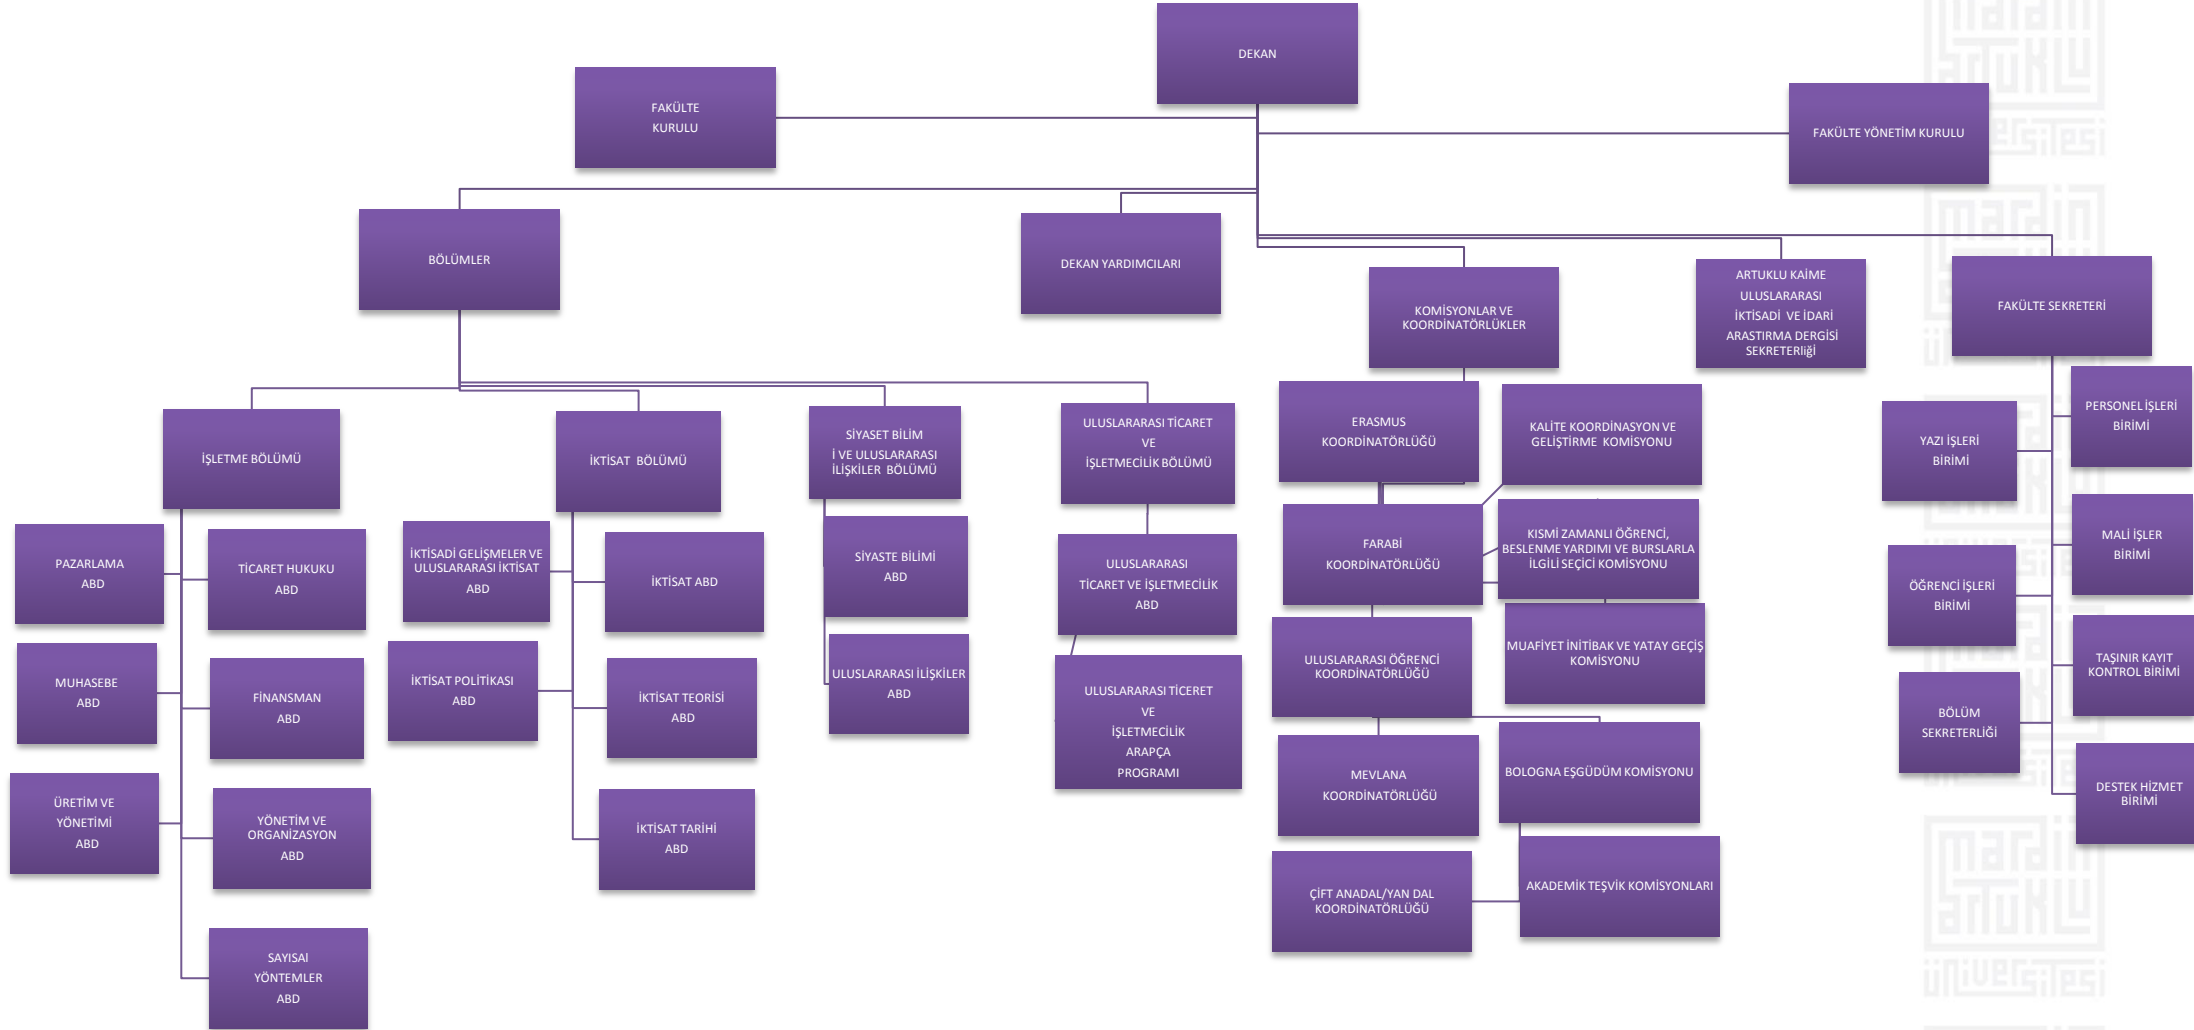 DEKAN
FAKÜLTE
KURULU
FAKÜLTE YÖNETİM KURULU
BÖLÜMLER
DEKAN YARDIMCILARI
KOMİSYONLAR VE
KOORDİNATÖRLÜKLER
ARTUKLU KAİME
ULUSLARARASI
İKTİSADİ VE İDARİ
ARASTIRMA DERGİSİ
SEKRETERliği
FAKÜLTE SEKRETERİ
İŞLETME BÖLÜMÜ
İKTİSAT BÖLÜMÜ
SİYASET BİLİM
İ VE ULUSLARARASI
İLİŞKİLER BÖLÜMÜ
ULUSLARARASI TİCARET
VE
İŞLETMECİLİK BÖLÜMÜ
ERASMUS
KOORDİNATÖRLÜĞÜ
KALİTE KOORDİNASYON VE
GELİŞTİRME KOMİSYONU
YAZI İŞLERİ
BİRİMİ
PERSONEL İŞLERİ
BİRİMİ
PAZARLAMA
ABD
TİCARET HUKUKU
ABD
İKTİSADİ GELİŞMELER VE
ULUSLARARASI İKTİSAT
ABD
İKTİSAT ABD
SİYASTE BİLİMİ
ABD
ULUSLARARASI
TİCARET VE İŞLETMECİLİK
ABD
FARABİ
KOORDİNATÖRLÜĞÜ
KISMİ ZAMANLI ÖĞRENCİ,
BESLENME YARDIMI VE BURSLARLA
İLGİLİ SEÇİCİ KOMİSYONU
ÖĞRENCİ İŞLERİ
BİRİMİ
MALİ İŞLER
BİRİMİ
MUHASEBE
ABD
FİNANSMAN
ABD
İKTİSAT POLİTİKASI
ABD
İKTİSAT TEORİSİ
ABD
ULUSLARARASI İLİŞKİLER
ABD
ULUSLARARASI TİCERET
VE
İŞLETMECİLİK
ARAPÇA
PROGRAMI
ULUSLARARASI ÖĞRENCİ
KOORDİNATÖRLÜĞÜ
MUAFİYET İNİTİBAK VE YATAY GEÇİŞ
KOMİSYONU
BÖLÜM
SEKRETERLİĞİ
TAŞINIR KAYIT
KONTROL BİRİMİ
ÜRETİM VE
YÖNETİMİ
ABD
YÖNETİM VE
ORGANİZASYON
ABD
İKTİSAT TARİHİ
ABD
MEVLANA
KOORDİNATÖRLÜĞÜ
BOLOGNA EŞGÜDÜM KOMİSYONU
DESTEK HİZMET
BİRİMİ
SAYISAI
YÖNTEMLER
ABD
ÇİFT ANADAL/YAN DAL
KOORDİNATÖRLÜĞÜ
AKADEMİK TEŞVİK KOMİSYONLARI
mardin
artuklu
üniversitesi